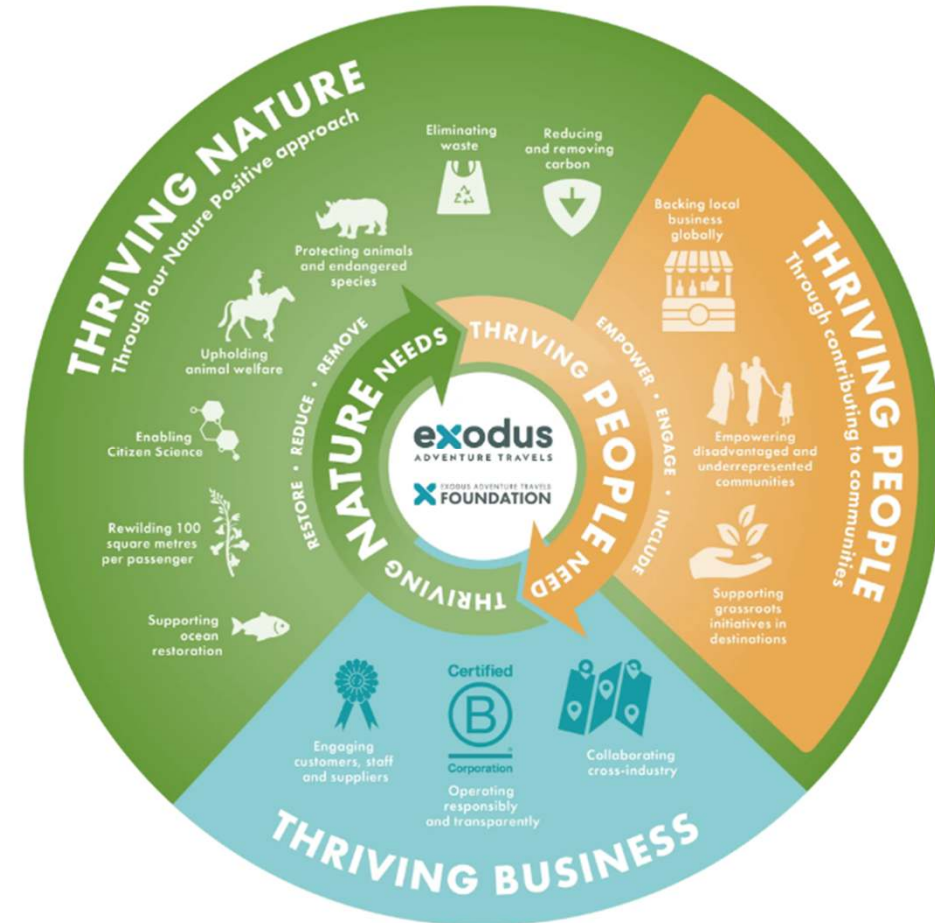 THRIVING NATURE
Through our Nature Positive approach
Eliminating
waste
Reducing
and removing
carbon
Protecting animals
and endangered
species
Upholding
animal welfare
Enabling
Citizen Science
Rewilding 100
square metres
per passenger
Supporting
ocean
restoration
RESTORE • REDUCE • REMOVE
THRIVING PEOPLE
Through contributing to communities
Backing local
business
globally
Empowering
disadvantaged and
underrepresented
communities
Supporting
grassroots
initiatives in
destinations
EMPOWER • ENGAGE • INCLUDE
THRIVING NATURE NEEDS
THRIVING PEOPLE NEED
exodus
ADVENTURE TRAVELS
EXODUS ADVENTURE TRAVELS
FOUNDATION
Engaging
customers, staff
and suppliers
Certified
B
Corporation
Operating
responsibly
and transparently
Collaborating
cross-industry
THRIVING BUSINESS